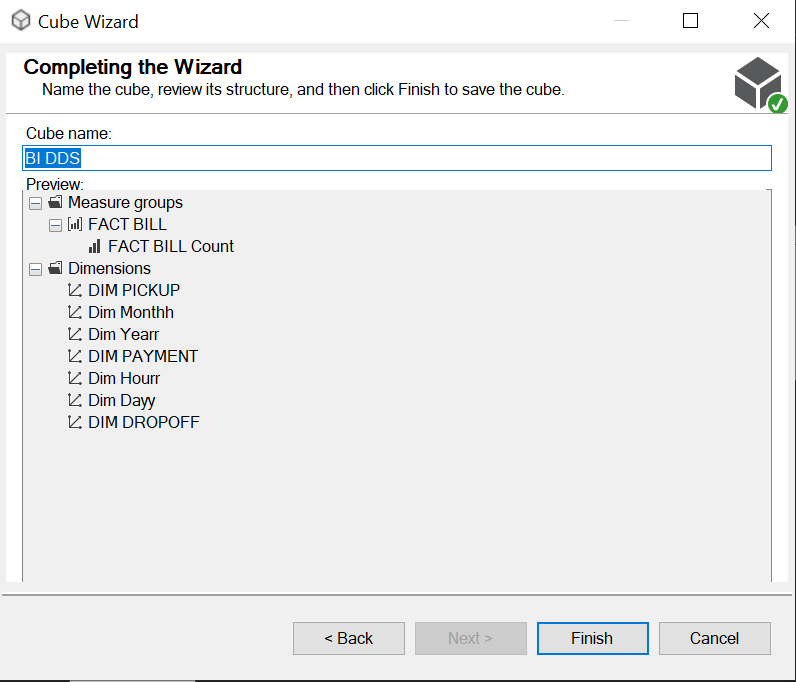 Cube Wizard
Completing the Wizard
Name the cube, review its structure, and then click Finish to save the cube.
Cube name:
BI DDS
Preview:
Measure groups
FACT BILL
FACT BILL Count
Dimensions
DIM PICKUP
Dim Monthh
Dim Yearr
DIM PAYMENT
Dim Hourr
Dim Dayy
DIM DROPOFF
< Back
Next >
Finish
Cancel